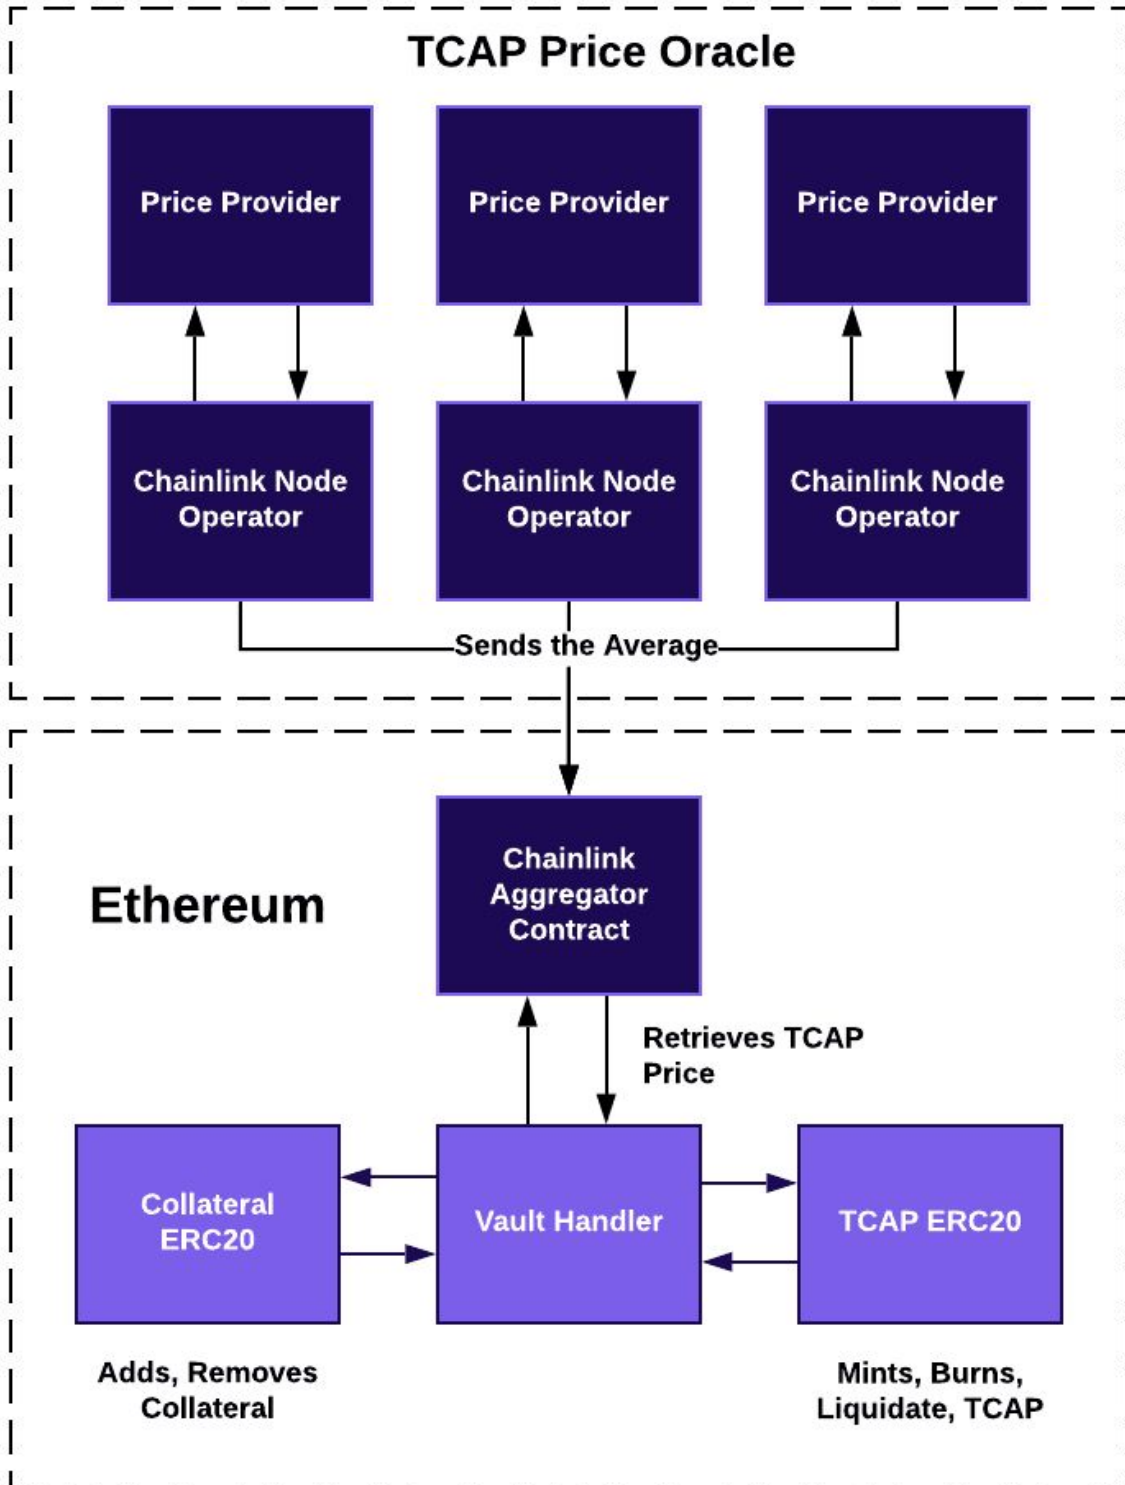 TCAP Price Oracle
Price Provider
Price Provider
Price Provider
Chainlink Node
Operator
Chainlink Node
Operator
Chainlink Node
Operator
Sends the Average
Chainlink
Aggregator
Contract
Ethereum
Retrieves TCAP
Price
Collateral
ERC20
Vault Handler
TCAP ERC20
Adds, Removes
Collateral
Mints, Burns,
Liquidate, TCAP